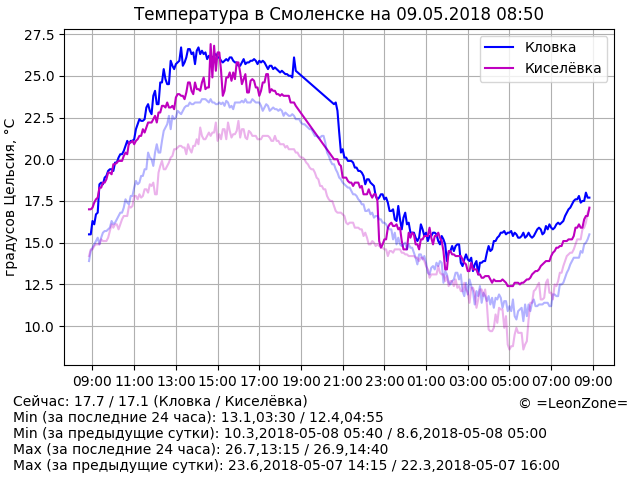 Температура в Смоленске на 09.05.2018 08:50
27.5
25.0
22.5
20.0
17.5
15.0
12.5
10.0
градусов Цельсия, °C
Кловка
Киселёвка
09:00 11:00 13:00 15:00 17:00 19:00 21:00 23:00 01:00 03:00 05:00 07:00 09:00
Сейчас: 17.7 / 17.1 (Кловка / Киселёвка)
© =LeonZone=
Min (за последние 24 часа): 13.1,03:30 / 12.4,04:55
Min (за предыдущие сутки): 10.3,2018-05-08 05:40 / 8.6,2018-05-08 05:00
Max (за последние 24 часа): 26.7,13:15 / 26.9,14:40
Max (за предыдущие сутки): 23.6,2018-05-07 14:15 / 22.3,2018-05-07 16:00